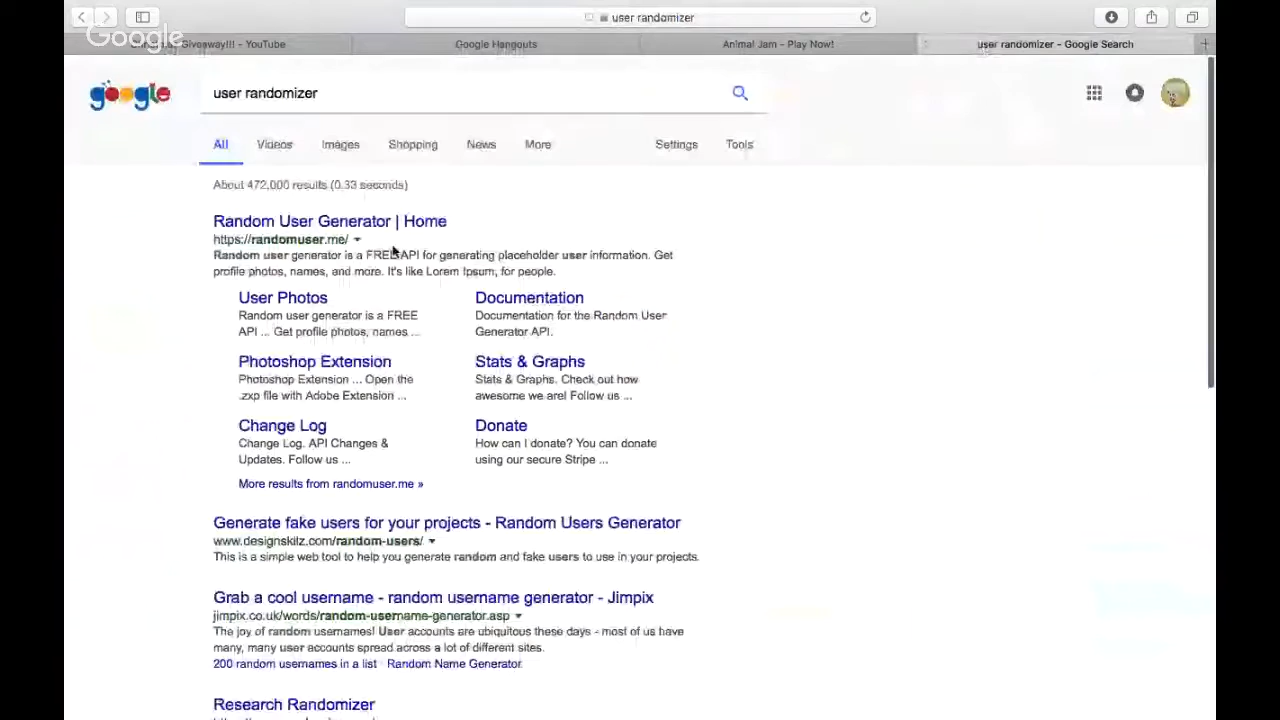 user randomizer
Google
Giveaway!!! - YouTube
Google Hangouts
Animal Jam - Play Now!
user randomizer - Google Search
Google
user randomizer
All Videos Images Shopping News More Settings Tools
About 472,000 results (0.33 seconds)
Random User Generator | Home
https://randomuser.me/
Random user generator is a FREE API for generating placeholder user information. Get
profile photos, names, and more. It's like Lorem Ipsum, for people.
User Photos
Random user generator is a FREE
API ... Get profile photos, names ...
Documentation
Documentation for the Random User
Generator API.
Photoshop Extension
Photoshop Extension ... Open the
.zxp file with Adobe Extension ...
Stats & Graphs
Stats & Graphs. Check out how
awesome we are! Follow us ...
Change Log
Change Log. API Changes &
Updates. Follow us ...
Donate
How can I donate? You can donate
using our secure Stripe ...
More results from randomuser.me »
Generate fake users for your projects - Random Users Generator
www.designskilz.com/random-users/
This is a simple web tool to help you generate random and fake users to use in your projects.
Grab a cool username - random username generator - Jimpix
jimpix.co.uk/words/random-username-generator.asp
The joy of random usernames! User accounts are ubiquitous these days - most of us have
many, many user accounts spread across a lot of different sites.
200 random usernames in a list · Random Name Generator
Research Randomizer